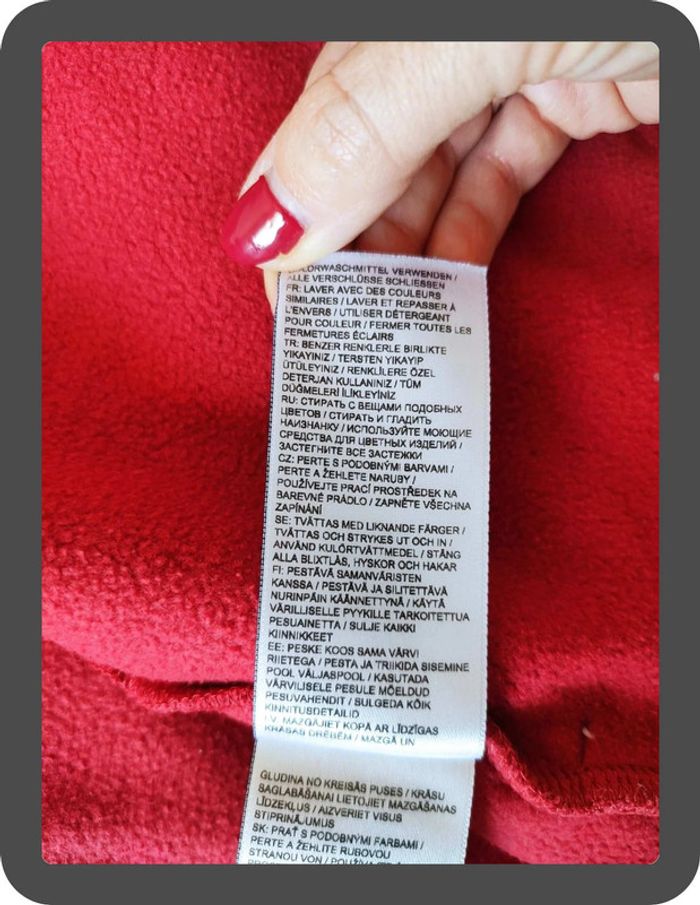 COLORWASCHMITTEL VERWENDEN /
ALLE VERSCHLÜSSE SCHLIESSEN
FR: LAVER AVEC DES COULEURS
SIMILAIRES / LAVER ET REPASSER À
L'ENVERS / UTILISER DÉTERGEANT
POUR COULEUR / FERMER TOUTES LES
FERMETURES ÉCLAIRS
TR: BENZER RENKLERLE BIRLIKTE
YIKAYINIZ / TERSTEN YIKAYIP
ÜTÜLEYINIZ / RENKLİLERE ÖZEL
DETERJAN KULLANINIZ / TÜM
DÜĞMELERİ İLİKLEYİNİZ
RU: СТИРАТЬ С ВЕЩАМИ ПОДОБНЫХ
ЦВЕТОВ / СТИРАТЬ И ГЛАДИТЬ
НАИЗНАНКУ / ИСПОЛЬЗУЙТЕ МОЮЩИЕ
СРЕДСТВА ДЛЯ ЦВЕТНЫХ ИЗДЕЛИЙ /
ЗАСТЕГНИТЕ ВСЕ ЗАСТЕЖКИ
CZ: PERTE S PODOBNÝMI BARVAMI /
PERTE A ŽEHLETE NARUBY /
POUŽÍVEJTE PRACÍ PROSTŘEDEK NA
BAREVNÉ PRÁDLO / ZAPNĚTE VŠECHNA
ZAPÍNÁNÍ
SE: TVÄTTAS MED LIKNANDE FÄRGER /
TVÄTTAS OCH STRYKES UT OCH IN /
ANVÄND KULÖRTVÄTTMEDEL / STÄNG
ALLA BLIXTLÅS, HYSKOR OCH HAKAR
FI: PESTÄVÄ SAMANVÄRISTEN
KANSSA / PESTÄVÄ JA SILITETTÄVÄ
NURINPÄIN KÄÄNNETTYNÄ / KÄYTÄ
VÄRILLISELLE PYYKILLE TARKOITETTUA
PESUAINETTA / SULJE KAIKKI
KIINNIKKEET
EE: PESKE KOOS SAMA VÄRVI
RIIETEGA / PESTA JA TRIIKIDA SISEMINE
POOL VÄLJASPOOL / KASUTADA
VÄRVILISELE PESULE MÕELDUD
PESUVAHENDIT / SULGEDA KÕIK
KINNITUSDETAILID
LV: MAZGĀJIET KOPĀ AR LĪDZĪGAS
KRĀSAS DRĒBĒM / MAZGĀ UN
GLUDINA NO KREISĀS PUSES / KRĀSU
SAGLABĀŠANAI LIETOJIET MAZGĀŠANAS
LĪDZEKĻUS / AIZVERIET VISUS
STIPRINĀJUMUS
SK: PRAŤ S PODOBNÝMI FARBAMI /
PERTE A ŽEHLITE RUBOVOU
STRANOU VON /